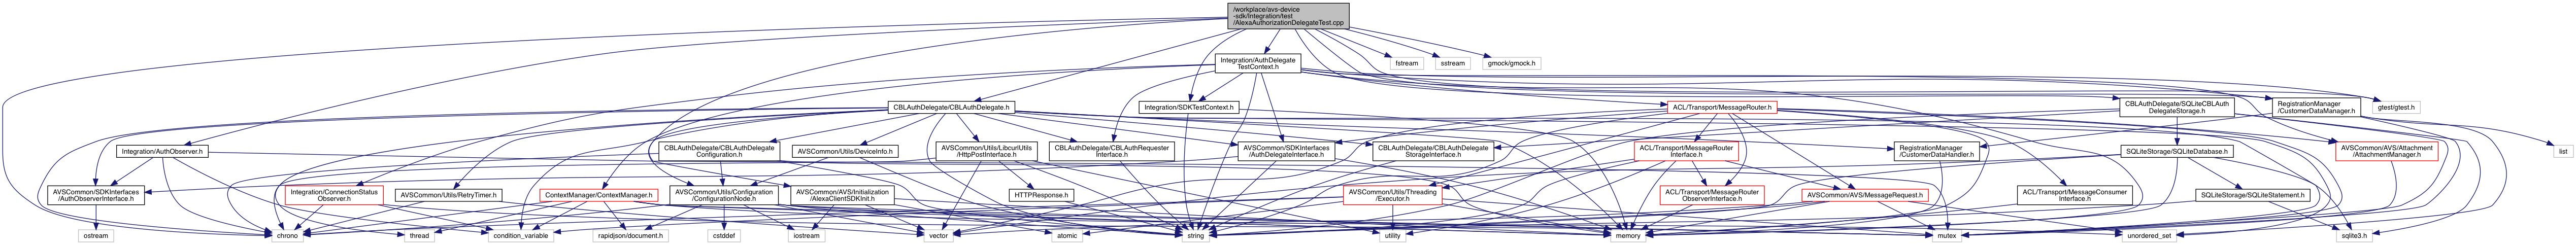 /workplace/avs-device
-sdk/Integration/test
/AlexaAuthorizationDelegateTest.cpp
Integration/AuthDelegate
TestContext.h
fstream
sstream
gmock/gmock.h
CBLAuthDelegate/CBLAuthDelegate.h
Integration/SDKTestContext.h
ACL/Transport/MessageRouter.h
CBLAuthDelegate/SQLiteCBLAuth
DelegateStorage.h
RegistrationManager
/CustomerDataManager.h
gtest/gtest.h
Integration/AuthObserver.h
CBLAuthDelegate/CBLAuthDelegate
Configuration.h
AVSCommon/Utils/DeviceInfo.h
AVSCommon/Utils/LibcurlUtils
/HttpPostInterface.h
CBLAuthDelegate/CBLAuthRequester
Interface.h
AVSCommon/SDKInterfaces
/AuthDelegateInterface.h
CBLAuthDelegate/CBLAuthDelegate
StorageInterface.h
ACL/Transport/MessageRouter
Interface.h
RegistrationManager
/CustomerDataHandler.h
SQLiteStorage/SQLiteDatabase.h
AVSCommon/AVS/Attachment
/AttachmentManager.h
list
AVSCommon/SDKInterfaces
/AuthObserverInterface.h
Integration/ConnectionStatus
Observer.h
AVSCommon/Utils/RetryTimer.h
ContextManager/ContextManager.h
AVSCommon/Utils/Configuration
/ConfigurationNode.h
AVSCommon/AVS/Initialization
/AlexaClientSDKInit.h
HTTPResponse.h
AVSCommon/Utils/Threading
/Executor.h
ACL/Transport/MessageRouter
ObserverInterface.h
AVSCommon/AVS/MessageRequest.h
ACL/Transport/MessageConsumer
Interface.h
SQLiteStorage/SQLiteStatement.h
ostream
chrono
thread
condition_variable
rapidjson/document.h
cstddef
iostream
vector
atomic
string
utility
memory
mutex
unordered_set
sqlite3.h